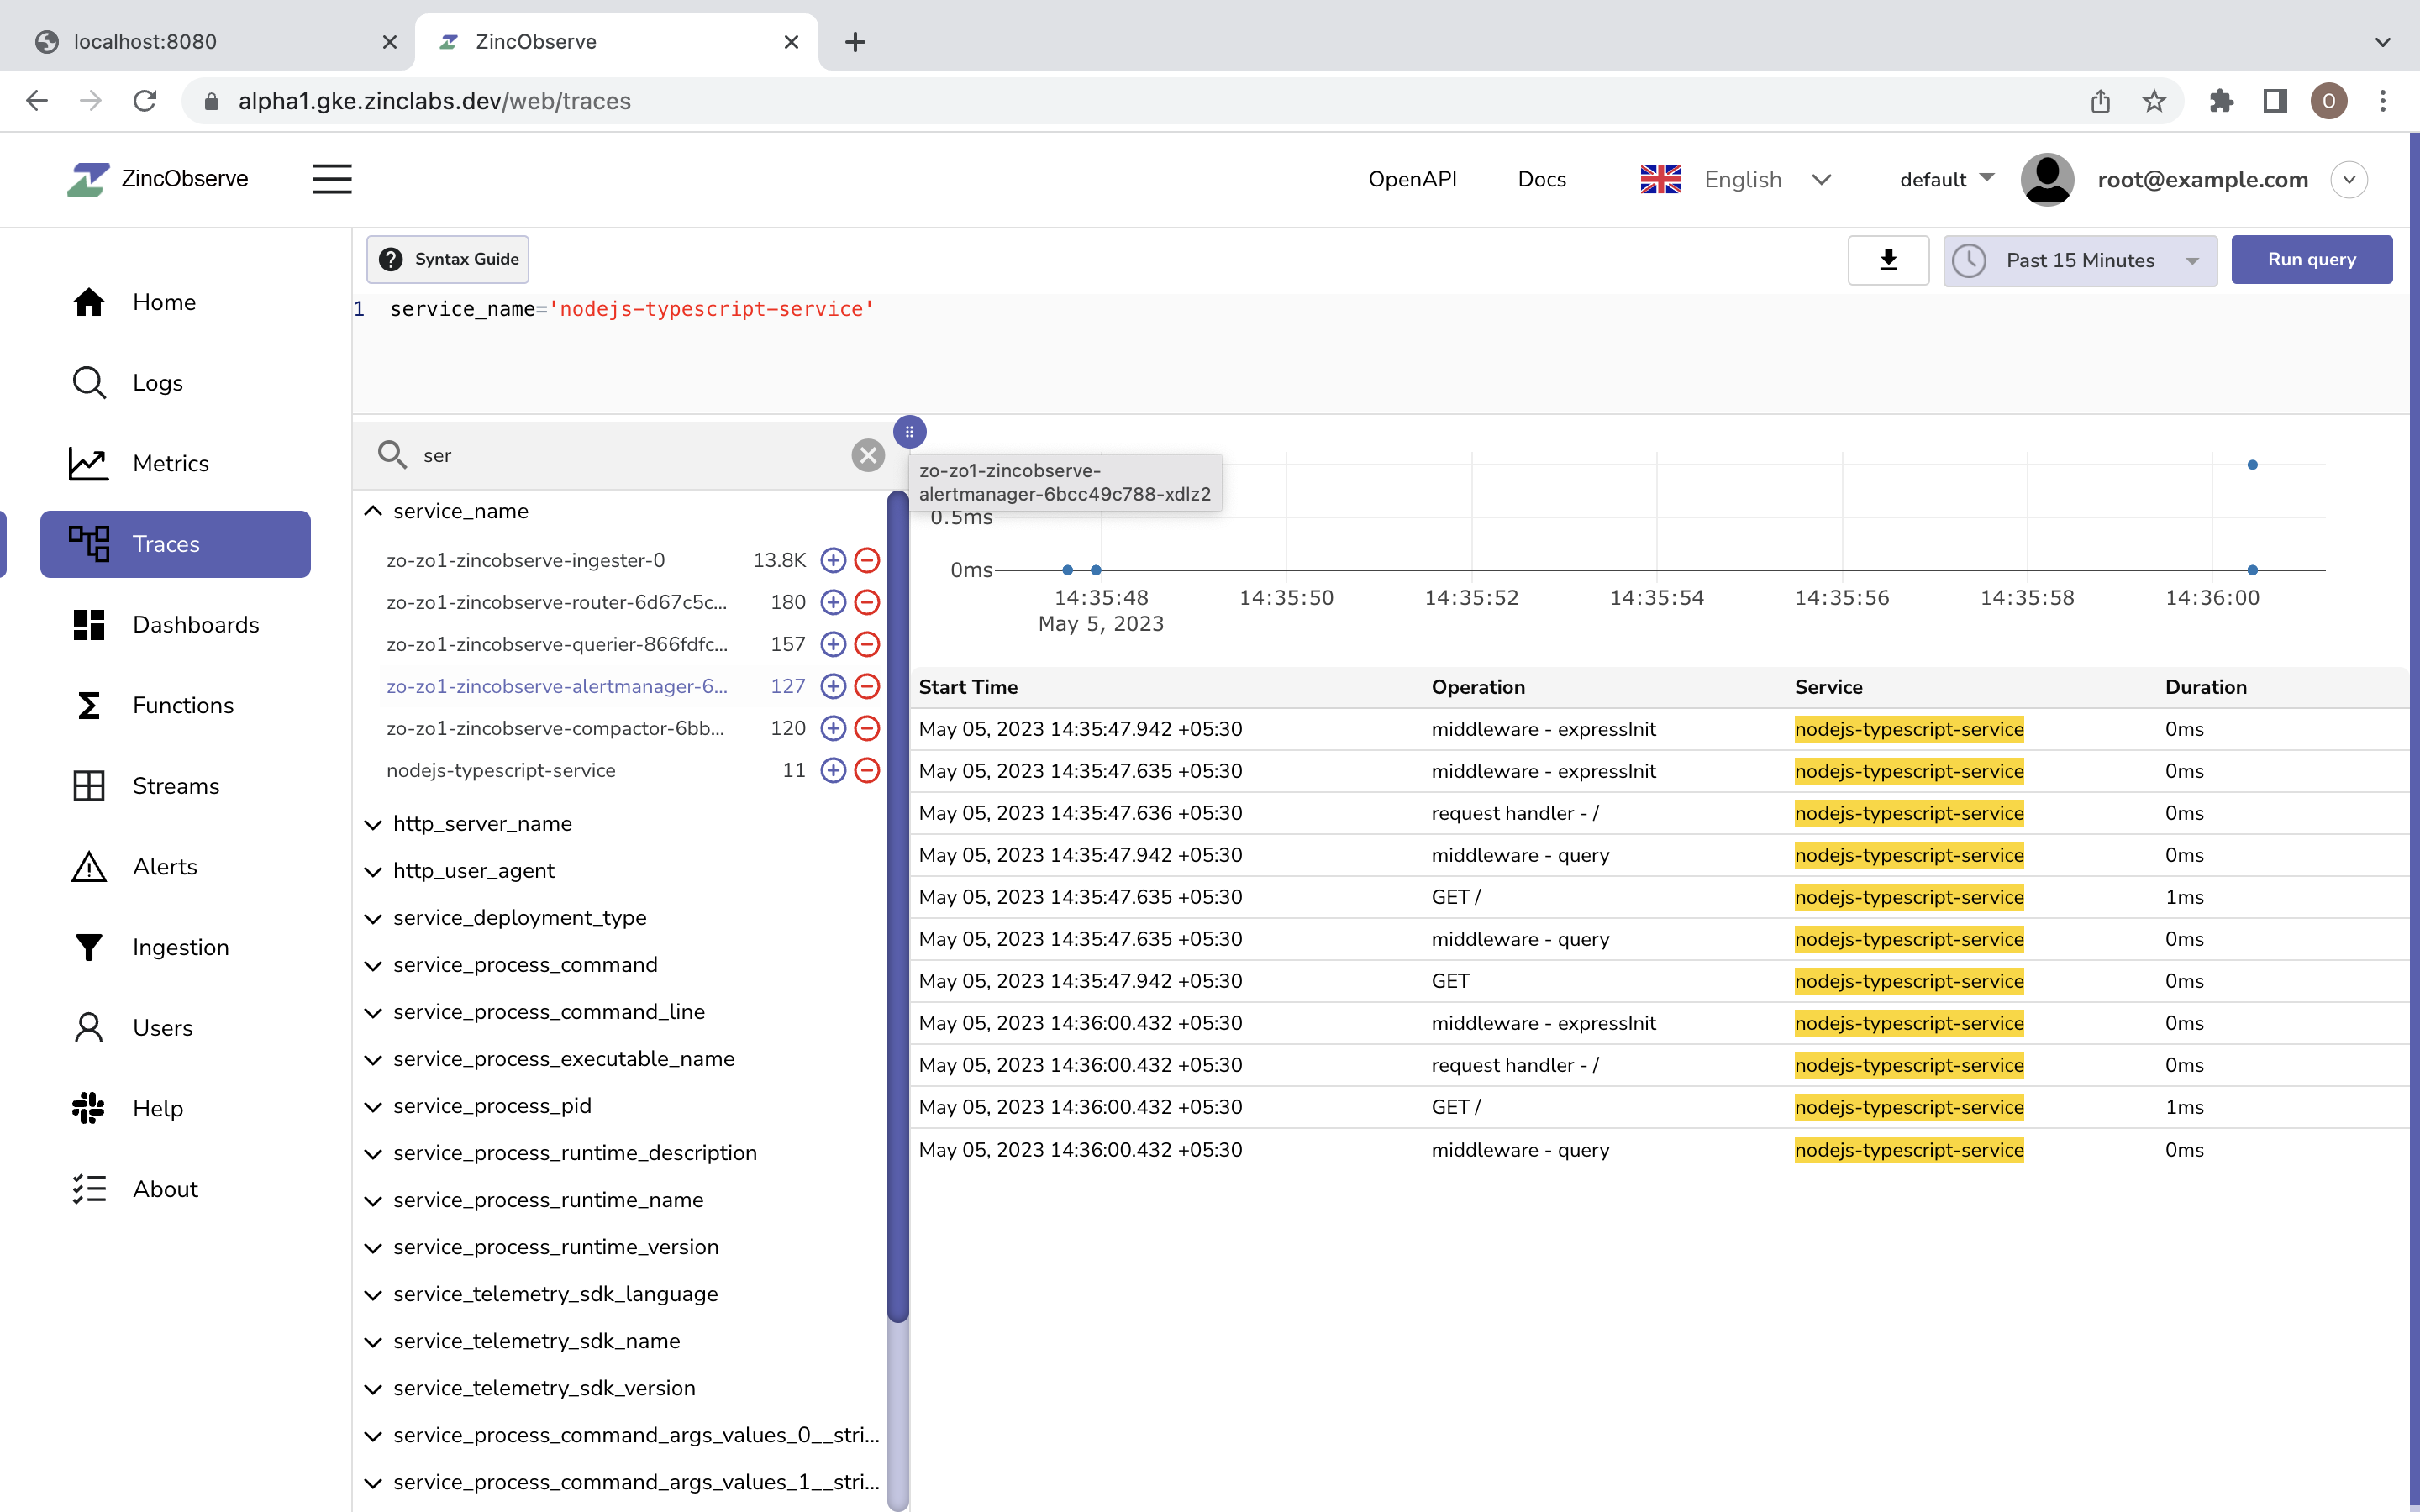 localhost:8080
ZincObserve
alpha1.gke.zinclabs.dev/web/traces
O
ZincObserve
OpenAPI
Docs
English
default
root@example.com
Home
Logs
Metrics
Traces
Dashboards
Functions
Streams
Alerts
Ingestion
Users
Help
About
Syntax Guide
Past 15 Minutes
Run query
1 service_name='nodejs-typescript-service'
ser
service_name
zo-zo1-zincobserve-ingester-0 13.8K
zo-zo1-zincobserve-router-6d67c5c... 180
zo-zo1-zincobserve-querier-866fdfc... 157
zo-zo1-zincobserve-alertmanager-6... 127
zo-zo1-zincobserve-compactor-6bb... 120
nodejs-typescript-service 11
http_server_name
http_user_agent
service_deployment_type
service_process_command
service_process_command_line
service_process_executable_name
service_process_pid
service_process_runtime_description
service_process_runtime_name
service_process_runtime_version
service_telemetry_sdk_language
service_telemetry_sdk_name
service_telemetry_sdk_version
service_process_command_args_values_0__stri...
service_process_command_args_values_1__stri...
zo-zo1-zincobserve-
alertmanager-6bcc49c788-xdlz2
0.5ms
0ms
14:35:48 14:35:50 14:35:52 14:35:54 14:35:56 14:35:58 14:36:00
May 5, 2023
Start Time Operation Service Duration
May 05, 2023 14:35:47.942 +05:30 middleware - expressInit nodejs-typescript-service 0ms
May 05, 2023 14:35:47.635 +05:30 middleware - expressInit nodejs-typescript-service 0ms
May 05, 2023 14:35:47.636 +05:30 request handler - / nodejs-typescript-service 0ms
May 05, 2023 14:35:47.942 +05:30 middleware - query nodejs-typescript-service 0ms
May 05, 2023 14:35:47.635 +05:30 GET / nodejs-typescript-service 1ms
May 05, 2023 14:35:47.635 +05:30 middleware - query nodejs-typescript-service 0ms
May 05, 2023 14:35:47.942 +05:30 GET nodejs-typescript-service 0ms
May 05, 2023 14:36:00.432 +05:30 middleware - expressInit nodejs-typescript-service 0ms
May 05, 2023 14:36:00.432 +05:30 request handler - / nodejs-typescript-service 0ms
May 05, 2023 14:36:00.432 +05:30 GET / nodejs-typescript-service 1ms
May 05, 2023 14:36:00.432 +05:30 middleware - query nodejs-typescript-service 0ms